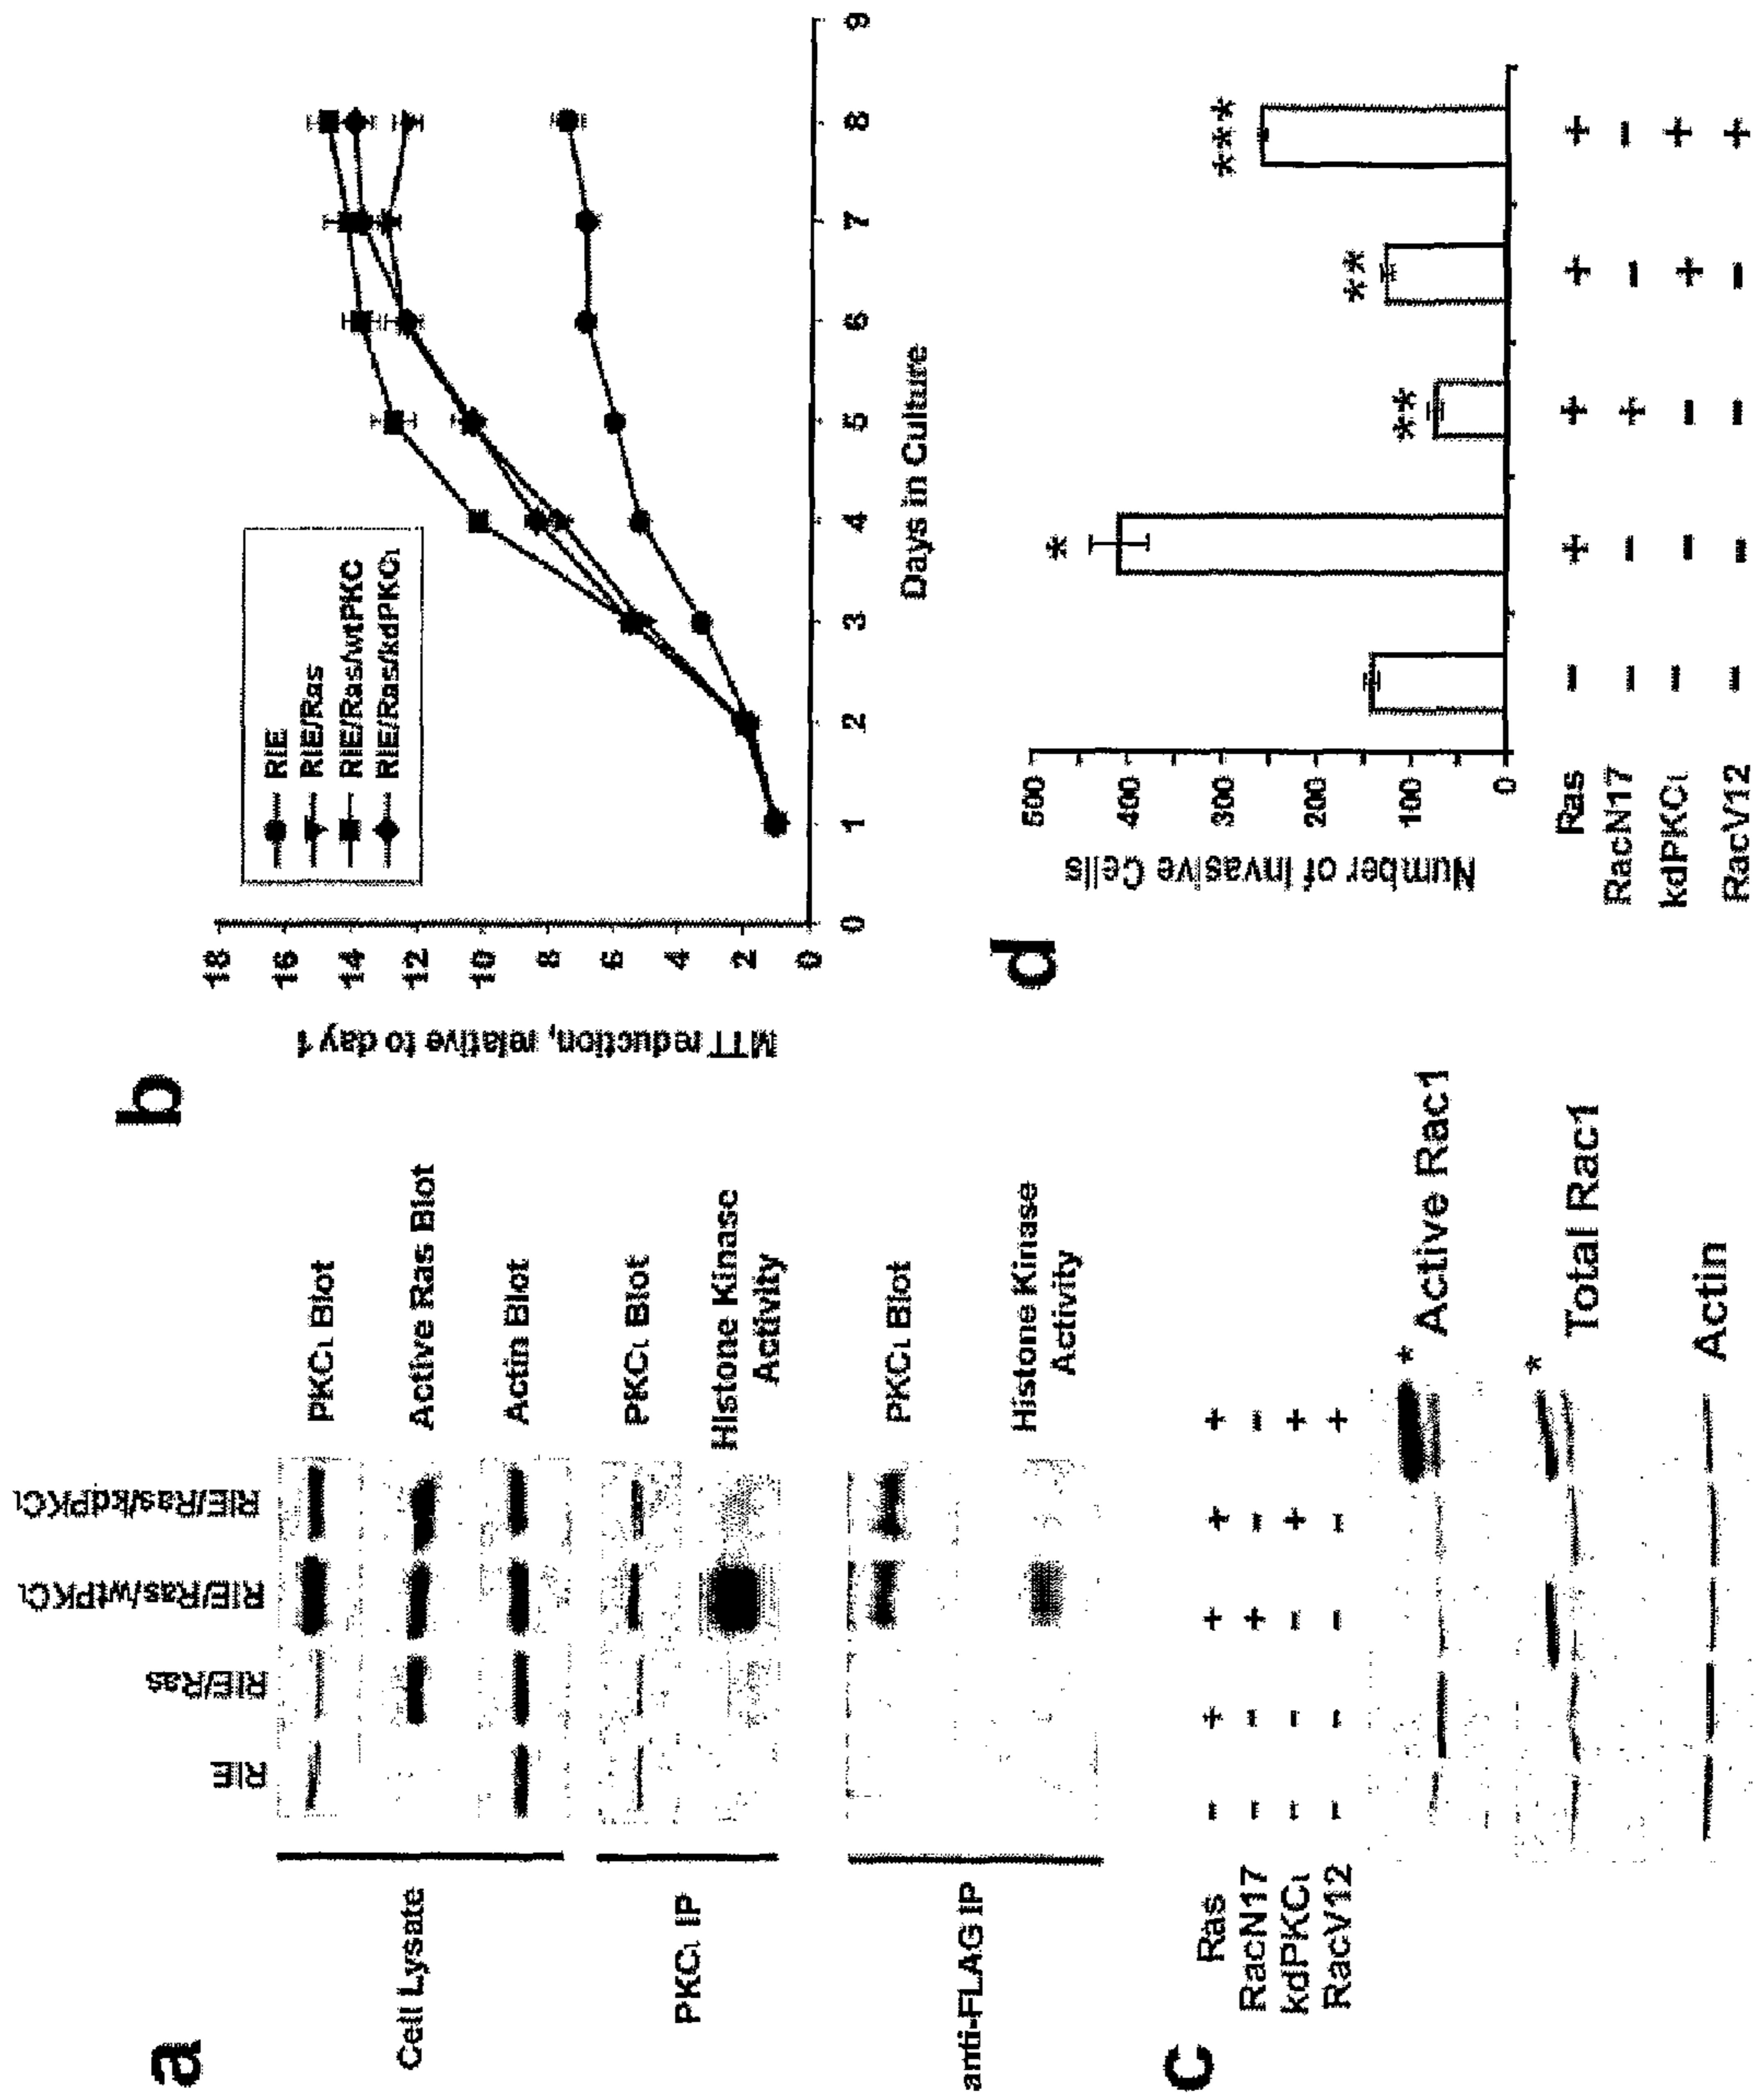 a
RIE
RIE/Ras
RIE/Ras/wtPKCι
RIE/Ras/kdPKCι
Cell Lysate
PKCι Blot
Active Ras Blot
Actin Blot
PKCι IP
PKCι Blot
Histone Kinase
Activity
anti-FLAG IP
PKCι Blot
Histone Kinase
Activity
b
MTT reduction, relative to day 1
18
16
14
12
10
8
6
4
2
0
RIE
RIE/Ras
RIE/Ras/wtPKC
RIE/Ras/kdPKCι
0 1 2 3 4 5 6 7 8 9
Days in Culture
c
Ras - + + + +
RacN17 - - + - -
kdPKCι - - - + +
RacV12 - - - - +
* Active Rac1
* Total Rac1
Actin
d
Number of Invasive Cells
500
400
300
200
100
0
* ** ** ***
Ras - + + + +
RacN17 - - + - -
kdPKCι - - - + +
RacV12 - - - - +